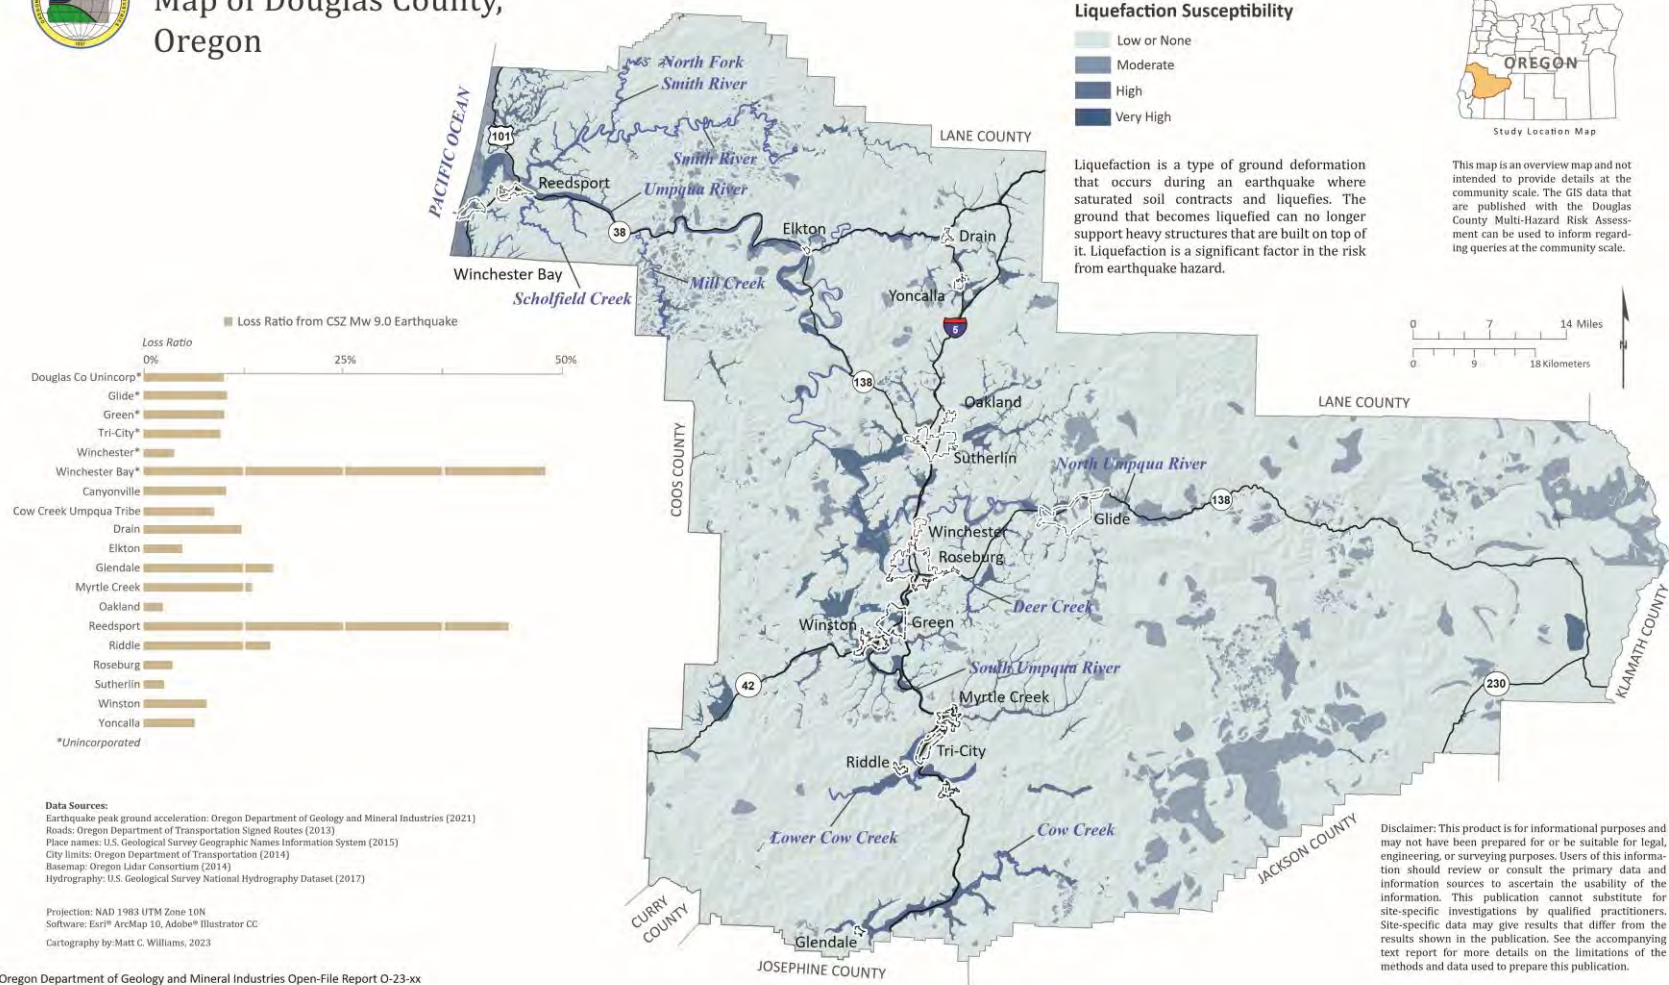 Map of Douglas County,
Oregon
Liquefaction Susceptibility
Low or None
Moderate
High
Very High
Liquefaction is a type of ground deformation
that occurs during an earthquake where
saturated soil contracts and liquefies. The
ground that becomes liquefied can no longer
support heavy structures that are built on top of
it. Liquefaction is a significant factor in the risk
from earthquake hazard.
OREGON
Study Location Map
This map is an overview map and not
intended to provide details at the
community scale. The GIS data that
are published with the Douglas
County Multi-Hazard Risk Assess-
ment can be used to inform regard-
ing queries at the community scale.
0 7 14 Miles
0 9 18 Kilometers
N
PACIFIC OCEAN
101
North Fork
Smith River
Smith River
Reedsport
Umpqua River
38
Winchester Bay
Scholfield Creek
Mill Creek
Elkton
Drain
Yoncalla
5
LANE COUNTY
138
Oakland
Sutherlin
LANE COUNTY
COOS COUNTY
North Umpqua River
138
Glide
Winchester
Roseburg
Deer Creek
Winston
Green
South Umpqua River
42
Myrtle Creek
230
KLAMATH COUNTY
Tri-City
Riddle
Lower Cow Creek
Cow Creek
JACKSON COUNTY
CURRY
COUNTY
Glendale
JOSEPHINE COUNTY
Loss Ratio from CSZ Mw 9.0 Earthquake
Loss Ratio
0% 25% 50%
Douglas Co Unincorp*
Glide*
Green*
Tri-City*
Winchester*
Winchester Bay*
Canyonville
Cow Creek Umpqua Tribe
Drain
Elkton
Glendale
Myrtle Creek
Oakland
Reedsport
Riddle
Roseburg
Sutherlin
Winston
Yoncalla
*Unincorporated
Data Sources:
Earthquake peak ground acceleration: Oregon Department of Geology and Mineral Industries (2021)
Roads: Oregon Department of Transportation Signed Routes (2013)
Place names: U.S. Geological Survey Geographic Names Information System (2015)
City limits: Oregon Department of Transportation (2014)
Basemap: Oregon Lidar Consortium (2014)
Hydrography: U.S. Geological Survey National Hydrography Dataset (2017)
Projection: NAD 1983 UTM Zone 10N
Software: Esri® ArcMap 10, Adobe® Illustrator CC
Cartography by:Matt C. Williams, 2023
Oregon Department of Geology and Mineral Industries Open-File Report O-23-xx
Disclaimer: This product is for informational purposes and
may not have been prepared for or be suitable for legal,
engineering, or surveying purposes. Users of this informa-
tion should review or consult the primary data and
information sources to ascertain the usability of the
information. This publication cannot substitute for
site-specific investigations by qualified practitioners.
Site-specific data may give results that differ from the
results shown in the publication. See the accompanying
text report for more details on the limitations of the
methods and data used to prepare this publication.